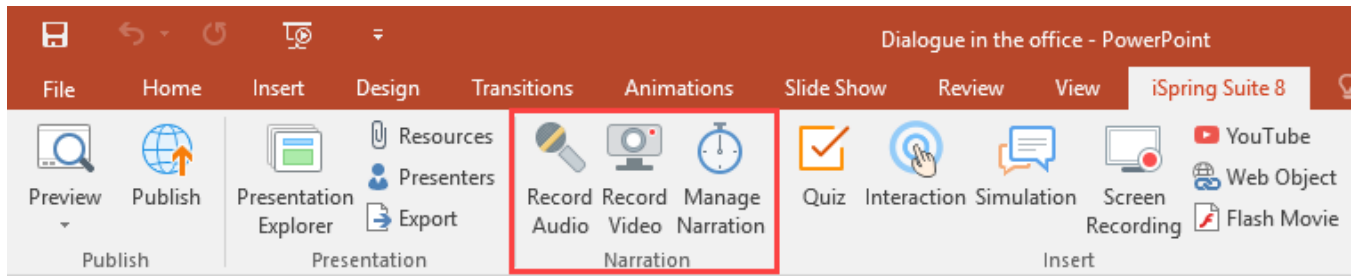 Dialogue in the office - PowerPoint
File Home Insert Design Transitions Animations Slide Show Review View iSpring Suite 8
Preview
Publish
Publish
Presentation
Explorer
Resources
Presenters
Export
Presentation
Record
Audio
Record
Video
Manage
Narration
Narration
Quiz
Interaction
Simulation
Screen
Recording
YouTube
Web Object
Flash Movie
Insert